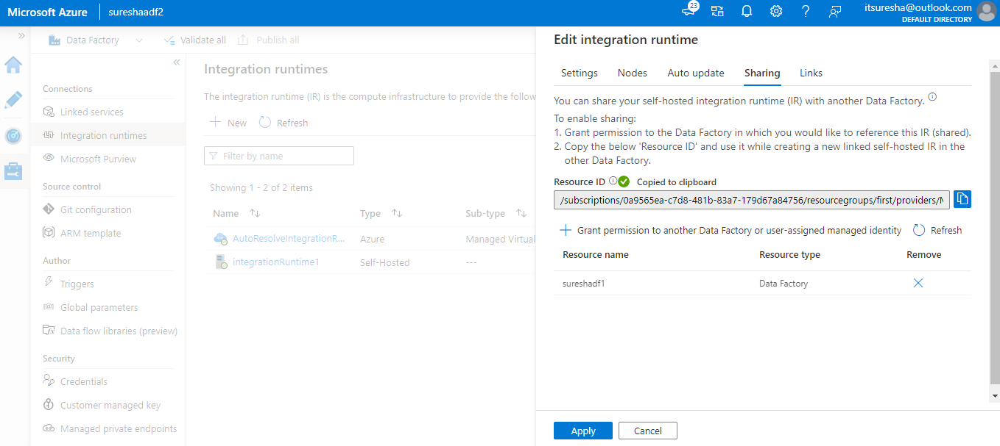 Microsoft Azure
sureshaadf2
23
itsuresha@outlook.com
DEFAULT DIRECTORY
Data Factory
Validate all
Publish all
Connections
Linked services
Integration runtimes
Microsoft Purview
Source control
Git configuration
ARM template
Author
Triggers
Global parameters
Data flow libraries (preview)
Security
Credentials
Customer managed key
Managed private endpoints
Integration runtimes
The integration runtime (IR) is the compute infrastructure to provide the follow
New
Refresh
Filter by name
Showing 1 - 2 of 2 items
Name Type Sub-type
AutoResolveIntegrationR... Azure Managed Virtual
integrationRuntime1 Self-Hosted ---
Edit integration runtime
Settings Nodes Auto update Sharing Links
You can share your self-hosted integration runtime (IR) with another Data Factory.
To enable sharing:
1. Grant permission to the Data Factory in which you would like to reference this IR (shared).
2. Copy the below 'Resource ID' and use it while creating a new linked self-hosted IR in the
other Data Factory.
Resource ID Copied to clipboard
/subscriptions/0a9565ea-c7d8-481b-83a7-179d67a84756/resourcegroups/first/providers/
Grant permission to another Data Factory or user-assigned managed identity
Refresh
Resource name Resource type Remove
sureshadf1 Data Factory
Apply
Cancel